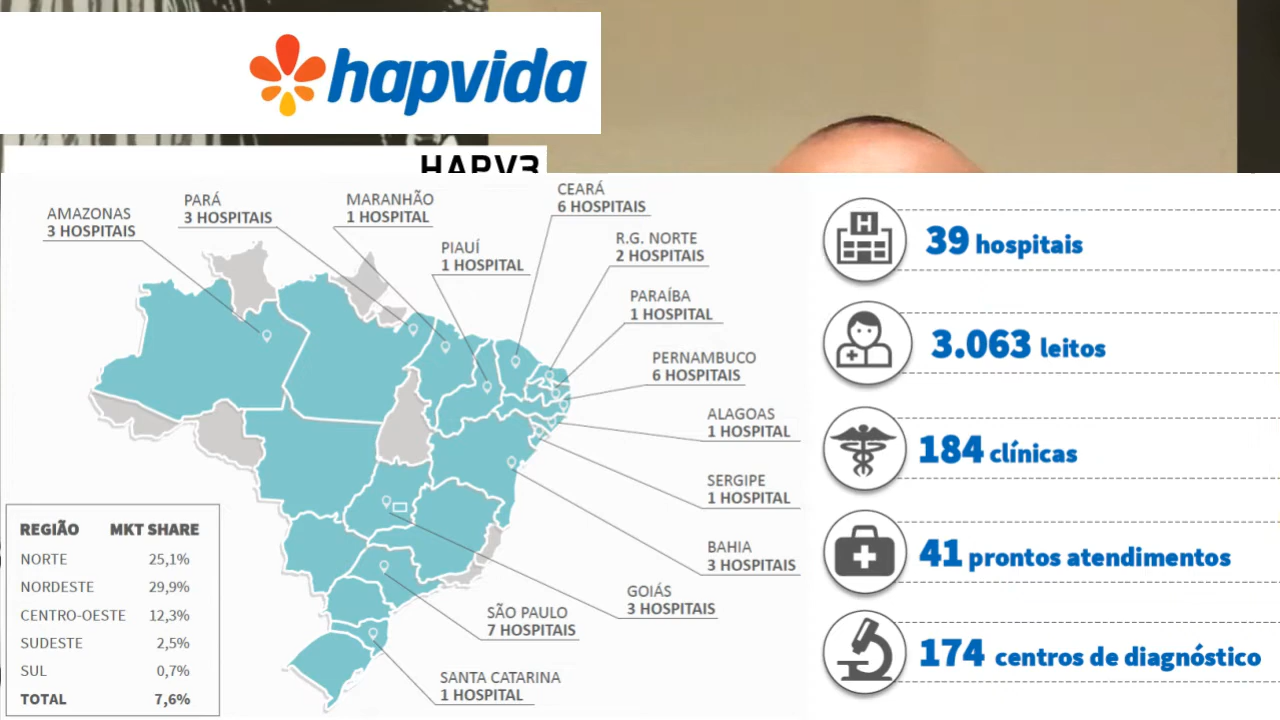 hapvida
HAPV3
AMAZONAS
3 HOSPITAIS
PARÁ
3 HOSPITAIS
MARANHÃO
1 HOSPITAL
PIAUÍ
1 HOSPITAL
CEARÁ
6 HOSPITAIS
R.G. NORTE
2 HOSPITAIS
PARAÍBA
1 HOSPITAL
PERNAMBUCO
6 HOSPITAIS
ALAGOAS
1 HOSPITAL
SERGIPE
1 HOSPITAL
BAHIA
3 HOSPITAIS
GOIÁS
3 HOSPITAIS
SÃO PAULO
7 HOSPITAIS
SANTA CATARINA
1 HOSPITAL
REGIÃO MKT SHARE
NORTE 25,1%
NORDESTE 29,9%
CENTRO-OESTE 12,3%
SUDESTE 2,5%
SUL 0,7%
TOTAL 7,6%
H
39 hospitais
3.063 leitos
184 clínicas
41 prontos atendimentos
174 centros de diagnóstico